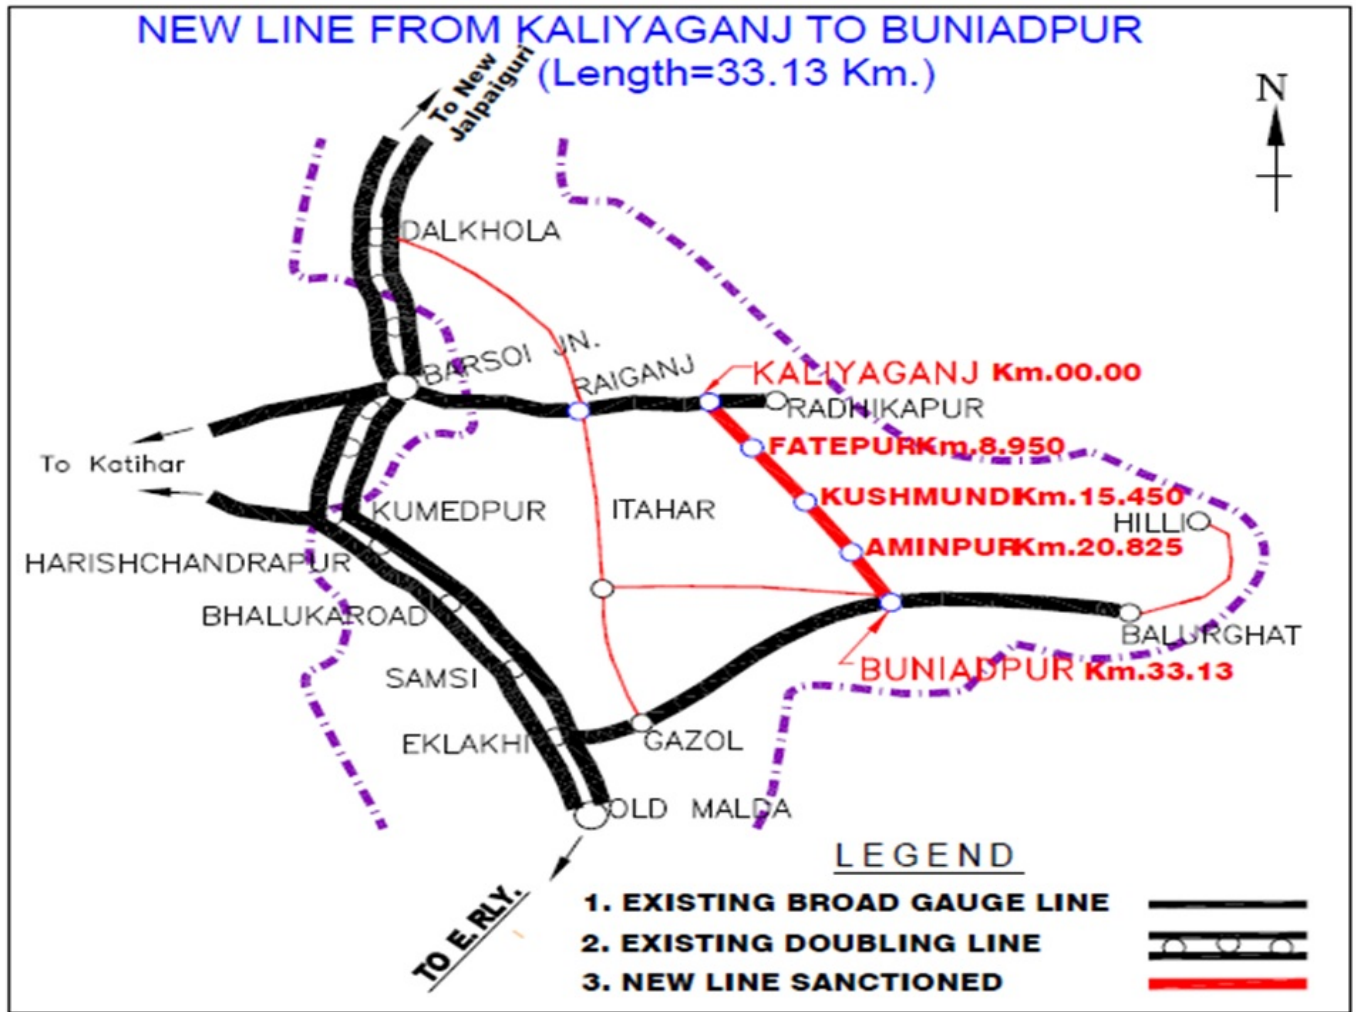 NEW LINE FROM KALIYAGANJ TO BUNIADPUR
(Length=33.13 Km.)
To New
Jalpaiguri
N
DALKHOLA
BARSOI JN.
RAIGANJ
KALIYAGANJ Km.00.00
RADHIKAPUR
FATEPUR Km.8.950
To Katihar
KUSHMUNDI Km.15.450
KUMEDPUR
ITAHAR
HILLI
AMINPUR Km.20.825
HARISHCHANDRAPUR
BHALUKAROAD
BALURGHAT
BUNIADPUR Km.33.13
SAMSI
EKLAKHI
GAZOL
OLD MALDA
TO E. RLY.
LEGEND
1. EXISTING BROAD GAUGE LINE
2. EXISTING DOUBLING LINE
3. NEW LINE SANCTIONED